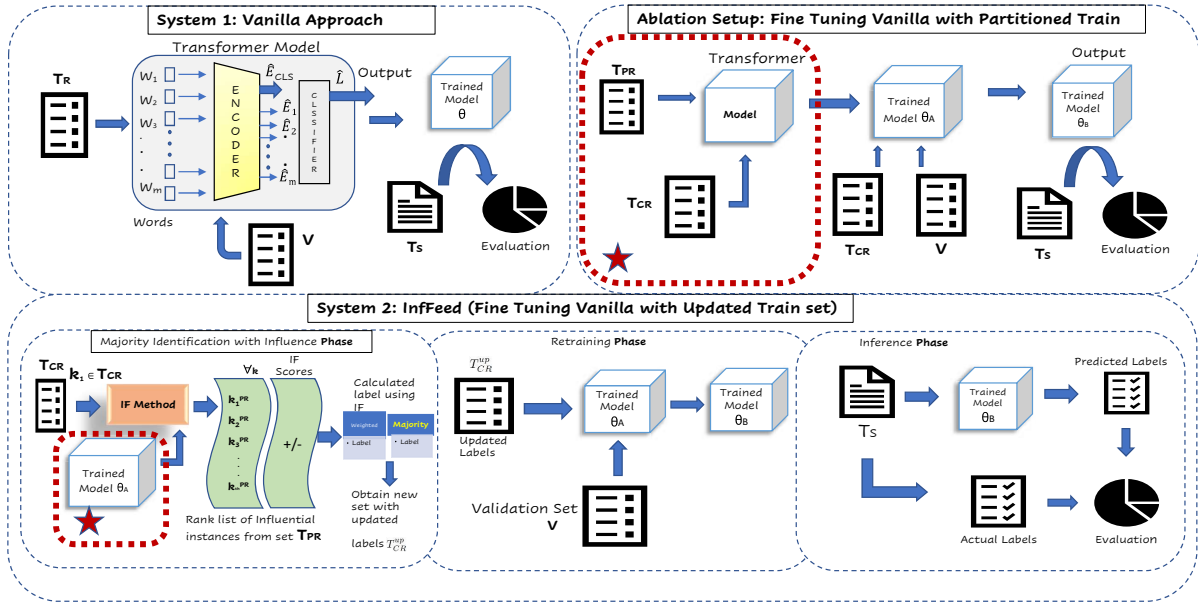 System 1: Vanilla Approach
Transformer Model
TR
W1
W2
W3
Wm
Words
ENCODER
ÊCLS
Ê1
Ê2
Êm
CLSSIFIER
L̂
Output
Trained
Model
θ
V
Ts
Evaluation
Ablation Setup: Fine Tuning Vanilla with Partitioned Train
TPR
Transformer
Model
TCR
Trained
Model θA
TCR
V
Output
Trained
Model
θB
Ts
Evaluation
System 2: InfFeed (Fine Tuning Vanilla with Updated Train set)
Majority Identification with Influence Phase
TCR
k1 ∈ TCR
IF Method
Trained
Model θA
∀k
k1PR
k2PR
k3PR
IF
Scores
+/-
Rank list of Influential
instances from set TPR
Calculated
label using
IF
Weighted
Majority
• Label
• Label
Obtain new
set with
updated
labels TCR^up
Retraining Phase
TCR^up
Updated
Labels
Trained
Model
θA
Trained
Model
θB
Validation Set
V
Inference Phase
Ts
Trained
Model
θB
Predicted Labels
Actual Labels
Evaluation